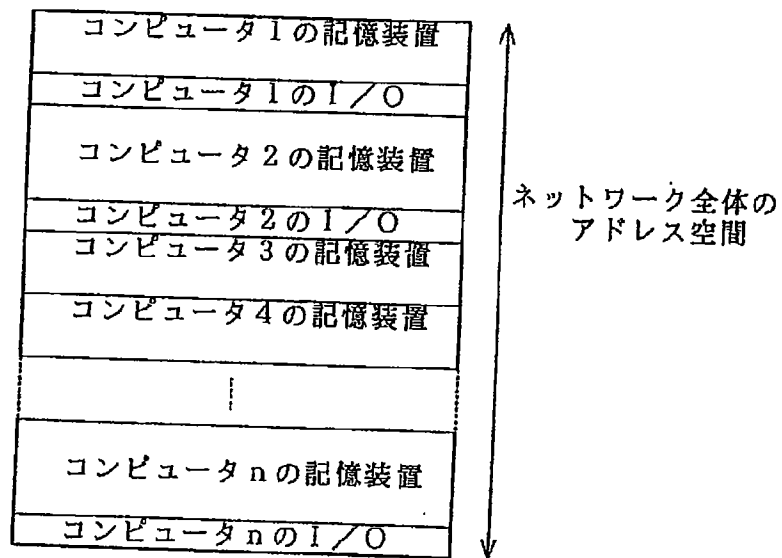 コンピュータ1の記憶装置
コンピュータ1のI/O
コンピュータ2の記憶装置
コンピュータ2のI/O
コンピュータ3の記憶装置
コンピュータ4の記憶装置
コンピュータnの記憶装置
コンピュータnのI/O
ネットワーク全体の
アドレス空間